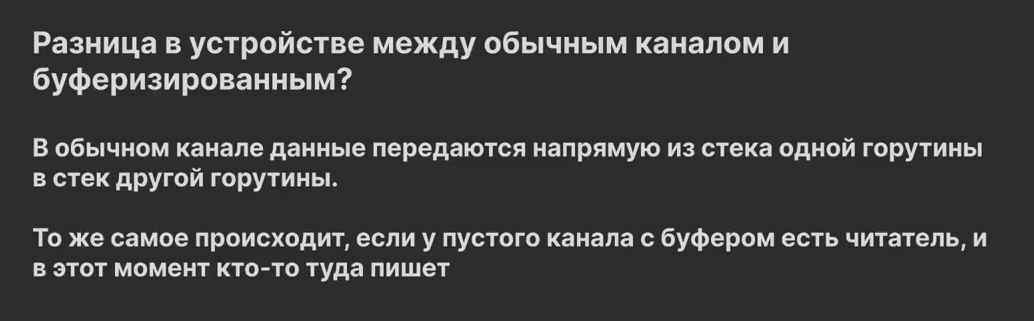 Разница в устройстве между обычным каналом и
буферизированным?
В обычном канале данные передаются напрямую из стека одной горутины
в стек другой горутины.
То же самое происходит, если у пустого канала с буфером есть читатель, и
в этот момент кто-то туда пишет